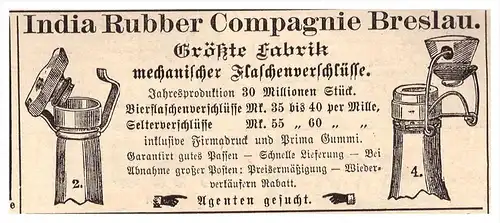 India Rubber Compagnie Breslau.
Größte Fabrik
mechanischer Flaschenverschlüsse.
Jahresproduktion 30 Millionen Stück.
Bierflaschenverschlüsse Mk. 35 bis 40 per Mille,
Selterverschlüsse Mk. 55 „ 60 „ „
inklusive Firmadruck und Prima Gummi.
Garantirt gutes Passen — Schnelle Lieferung — Bei
Abnahme großer Posten: Preisermäßigung — Wieder-
verläufern Rabatt.
Agenten gesucht.
2.
4.
6